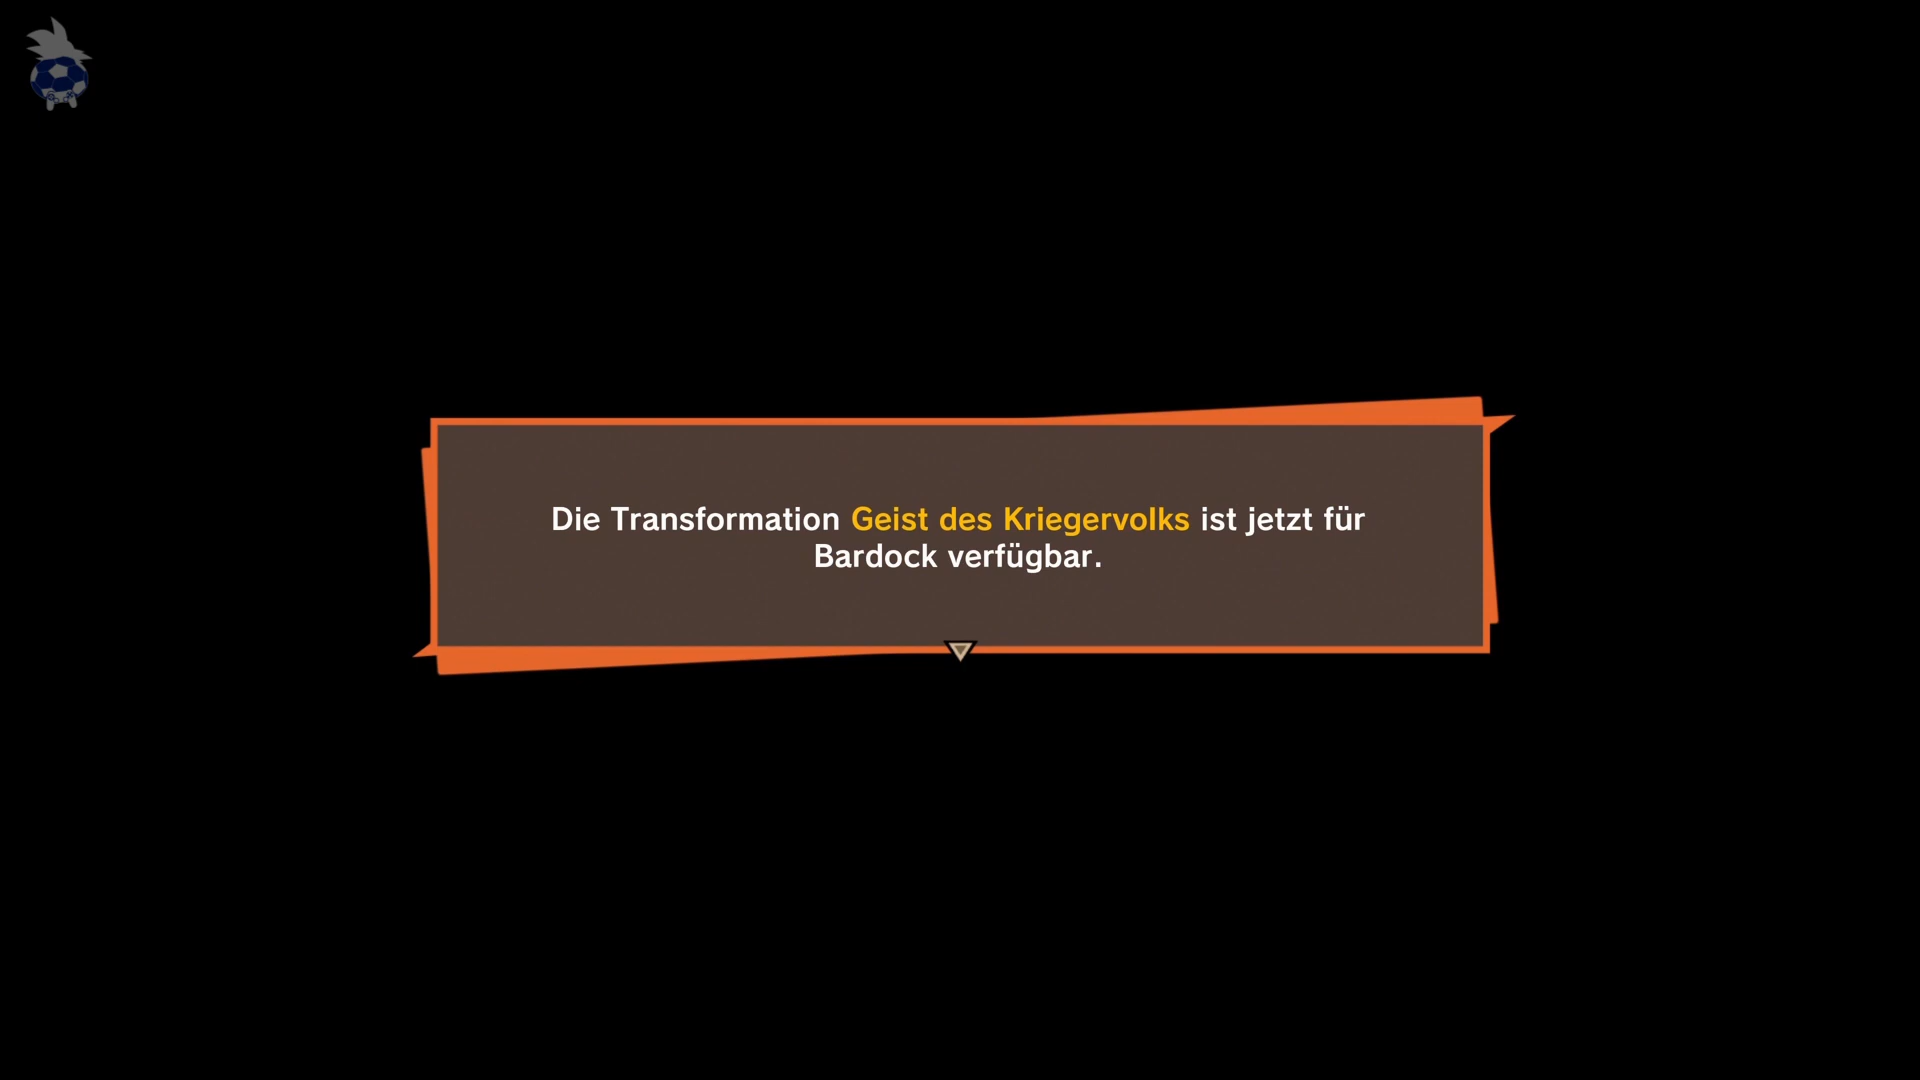 Die Transformation Geist des Kriegervolks ist jetzt für
Bardock verfügbar.